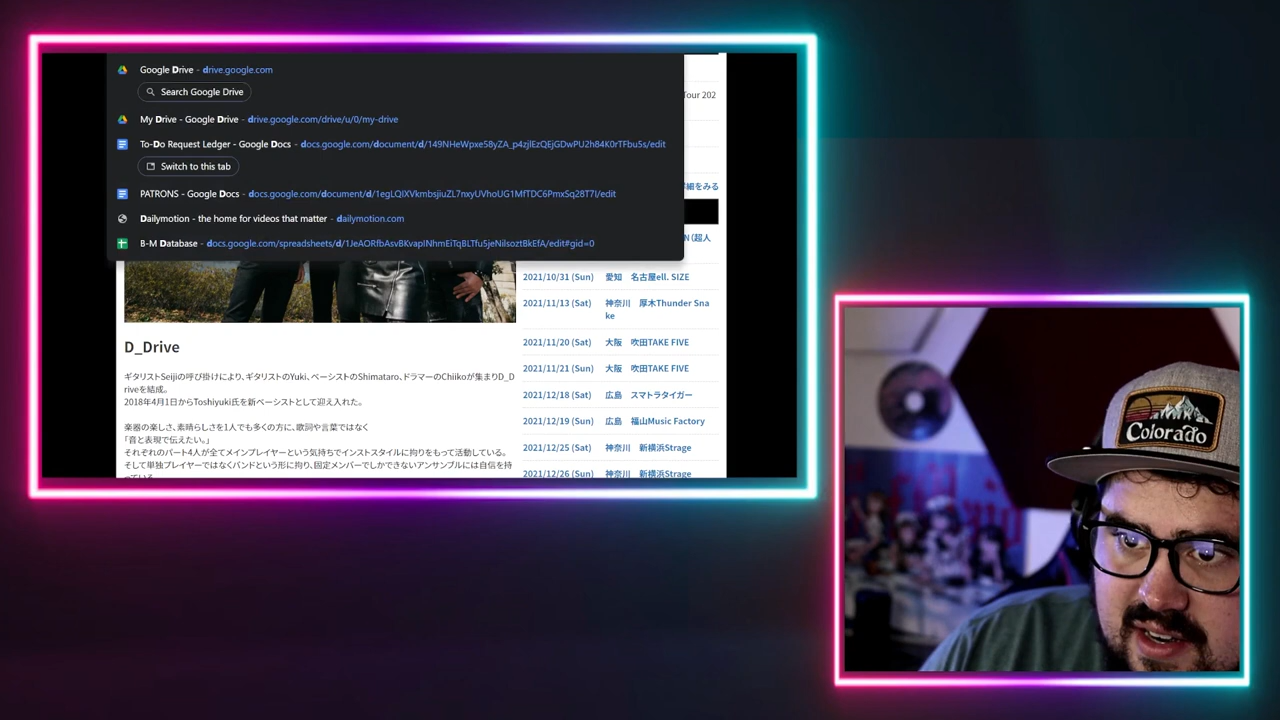 Google Drive - drive.google.com
Search Google Drive
My Drive - Google Drive - drive.google.com/drive/u/0/my-drive
To-Do Request Ledger - Google Docs - docs.google.com/document/d/149NHeWpxe58yZA_p4zjlEzQEjGDwPU2h84K0rTFbu5s/edit
Switch to this tab
PATRONS - Google Docs - docs.google.com/document/d/1egLQIXVkmbsjiuZL7nxyUVhoUG1MfTDC6PmxSq28T7I/edit
Dailymotion - the home for videos that matter - dailymotion.com
B-M Database - docs.google.com/spreadsheets/d/1JeAORfbAsvBKvapINhmEiTqBLTfu5jeNilsoztBkEfA/edit#gid=0
Tour 202
細をみる
N（超人
2021/10/31 (Sun) 愛知　名古屋ell. SIZE
2021/11/13 (Sat) 神奈川　厚木Thunder Sna
ke
2021/11/20 (Sat) 大阪　吹田TAKE FIVE
2021/11/21 (Sun) 大阪　吹田TAKE FIVE
2021/12/18 (Sat) 広島　スマトラタイガー
2021/12/19 (Sun) 広島　福山Music Factory
2021/12/25 (Sat) 神奈川　新横浜Strage
2021/12/26 (Sun) 神奈川　新横浜Strage
D_Drive
ギタリストSeijiの呼び掛けにより、ギタリストのYuki、ベーシストのShimataro、ドラマーのChiikoが集まりD_D
riveを結成。
2018年4月1日からToshiyuki氏を新ベーシストとして迎え入れた。
楽器の楽しさ、素晴らしさを1人でも多くの方に、歌詞や言葉ではなく
「音と表現で伝えたい。」
それぞれのパート4人が全てメインプレイヤーという気持ちでインストスタイルに拘りをもって活動している。
そして単独プレイヤーではなくバンドという形に拘り、固定メンバーでしかできないアンサンブルには自信を持
っている。
Colorado